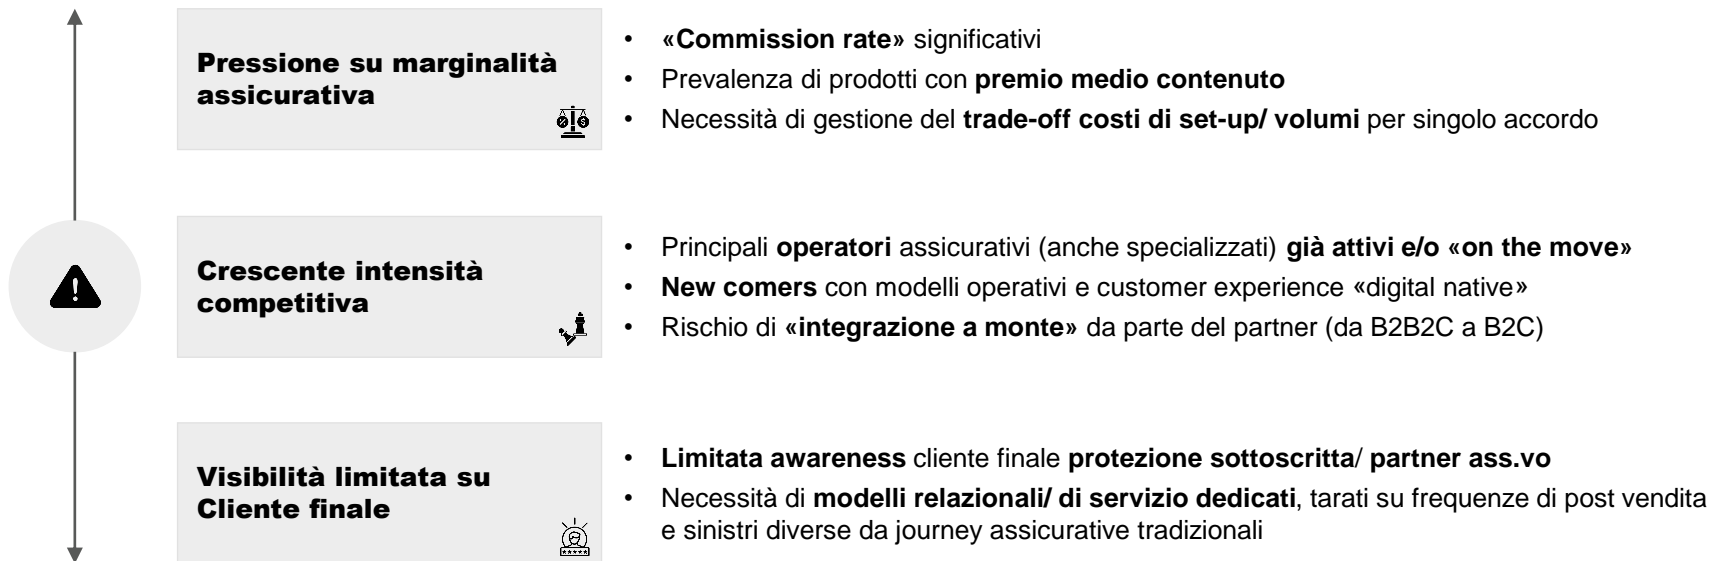 Pressione su marginalità
assicurativa
• «Commission rate» significativi
• Prevalenza di prodotti con premio medio contenuto
• Necessità di gestione del trade-off costi di set-up/ volumi per singolo accordo
Crescente intensità
competitiva
• Principali operatori assicurativi (anche specializzati) già attivi e/o «on the move»
• New comers con modelli operativi e customer experience «digital native»
• Rischio di «integrazione a monte» da parte del partner (da B2B2C a B2C)
Visibilità limitata su
Cliente finale
• Limitata awareness cliente finale protezione sottoscritta/ partner ass.vo
• Necessità di modelli relazionali/ di servizio dedicati, tarati su frequenze di post vendita
e sinistri diverse da journey assicurative tradizionali